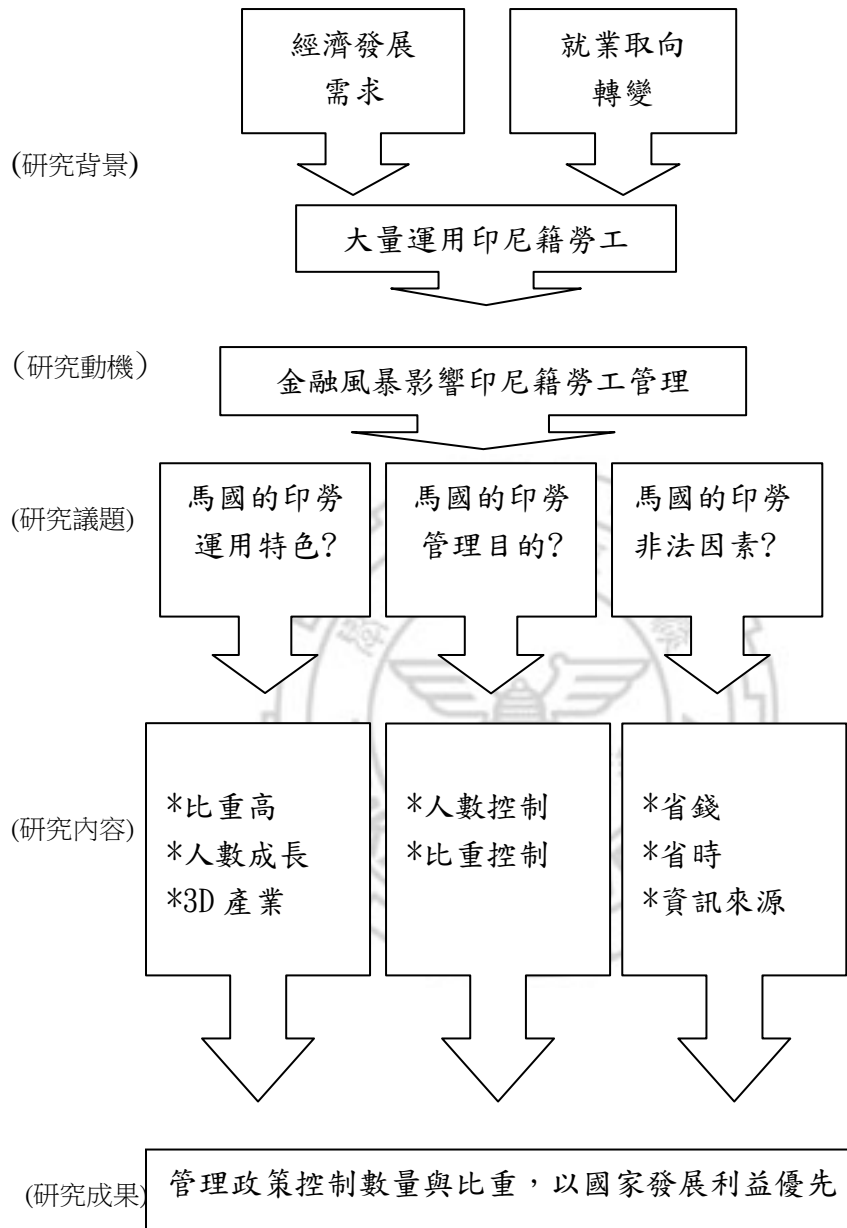 經濟發展
需求
就業取向
轉變
(研究背景)
大量運用印尼籍勞工
(研究動機)
金融風暴影響印尼籍勞工管理
(研究議題)
馬國的印勞
運用特色?
馬國的印勞
管理目的?
馬國的印勞
非法因素?
(研究內容)
*比重高
*人數成長
*3D 產業
*人數控制
*比重控制
*省錢
*省時
*資訊來源
(研究成果)
管理政策控制數量與比重，以國家發展利益優先